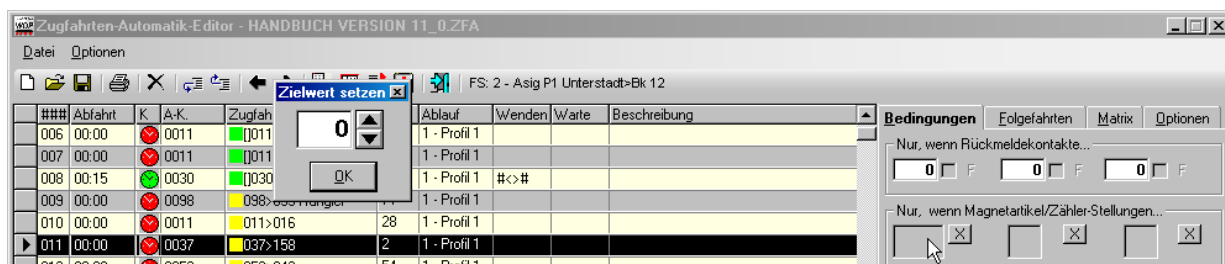 Zugfahrten-Automatik-Editor - HANDBUCH VERSION 11_0.ZFA
Datei Optionen
FS: 2 - Asig P1 Unterstadt>Bk 12
Zielwert setzen
0
OK
### Abfahrt K A-K. Zugfah Ablauf Wenden Warte Beschreibung
006 00:00 0011 []011 1 - Profil 1
007 00:00 0011 []011 1 - Profil 1
008 00:15 0030 []030 1 - Profil 1 #<>#
009 00:00 0098 1 - Profil 1
010 00:00 0011 011>016 28 1 - Profil 1
011 00:00 0037 037>158 2 1 - Profil 1
Bedingungen Folgefahrten Matrix Optionen
Nur, wenn Rückmeldekontakte...
0 F 0 F 0 F
Nur, wenn Magnetartikel/Zähler-Stellungen...
X X X